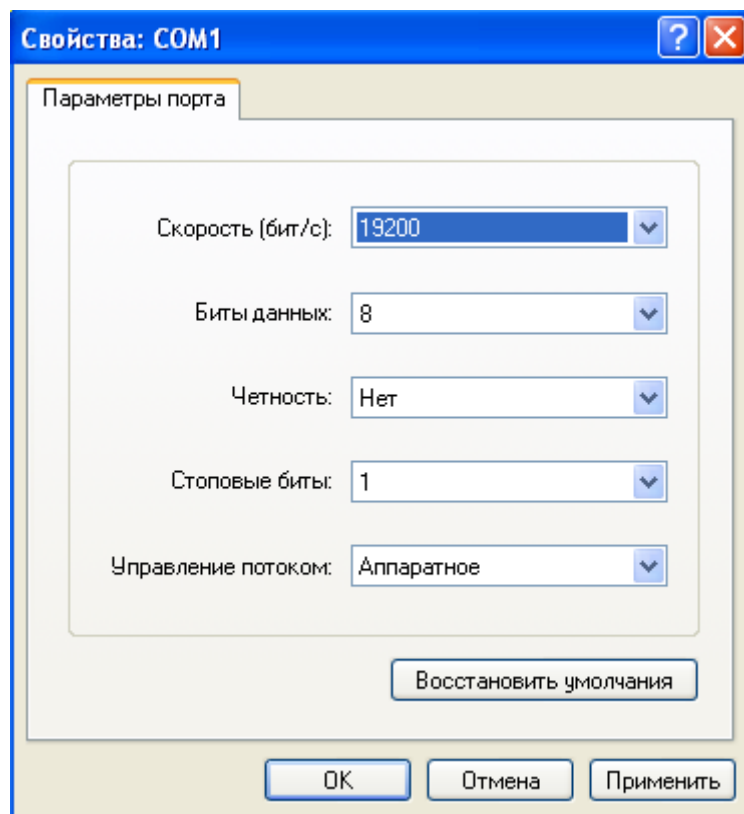 Свойства: COM1
Параметры порта
Скорость (бит/с): 19200
Биты данных: 8
Четность: Нет
Стоповые биты: 1
Управление потоком: Аппаратное
Восстановить умолчания
OK Отмена Применить